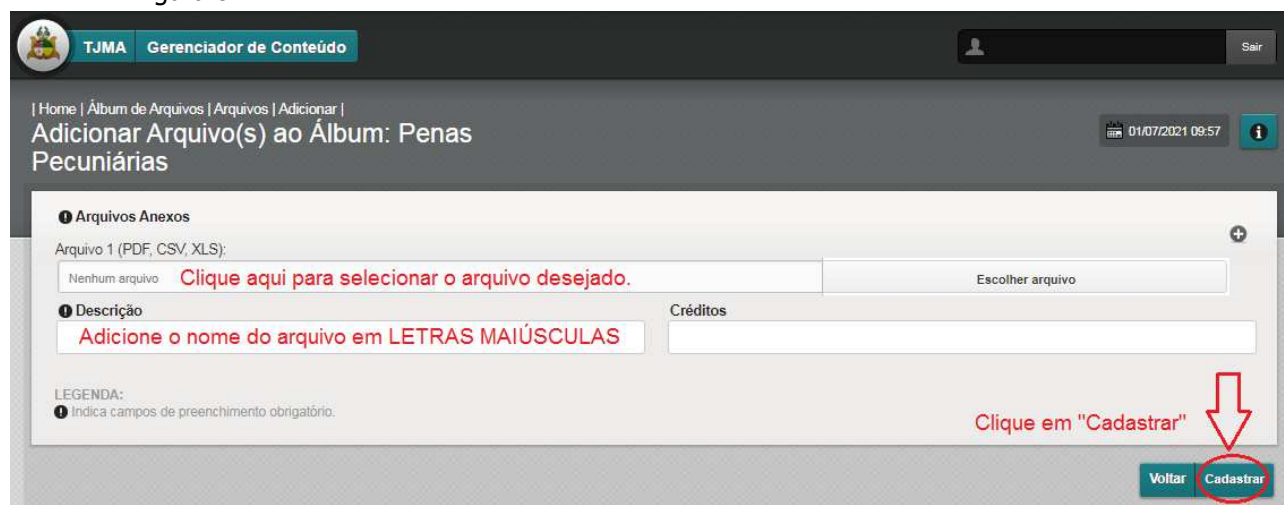 TJMA Gerenciador de Conteúdo
Sair
| Home | Álbum de Arquivos | Arquivos | Adicionar |
Adicionar Arquivo(s) ao Álbum: Penas
Pecuniárias
01/07/2021 09:57
Arquivos Anexos
Arquivo 1 (PDF, CSV, XLS):
Nenhum arquivo Clique aqui para selecionar o arquivo desejado. Escolher arquivo
Descrição Créditos
Adicione o nome do arquivo em LETRAS MAIÚSCULAS
LEGENDA:
Indica campos de preenchimento obrigatório.
Clique em "Cadastrar"
Voltar Cadastrar